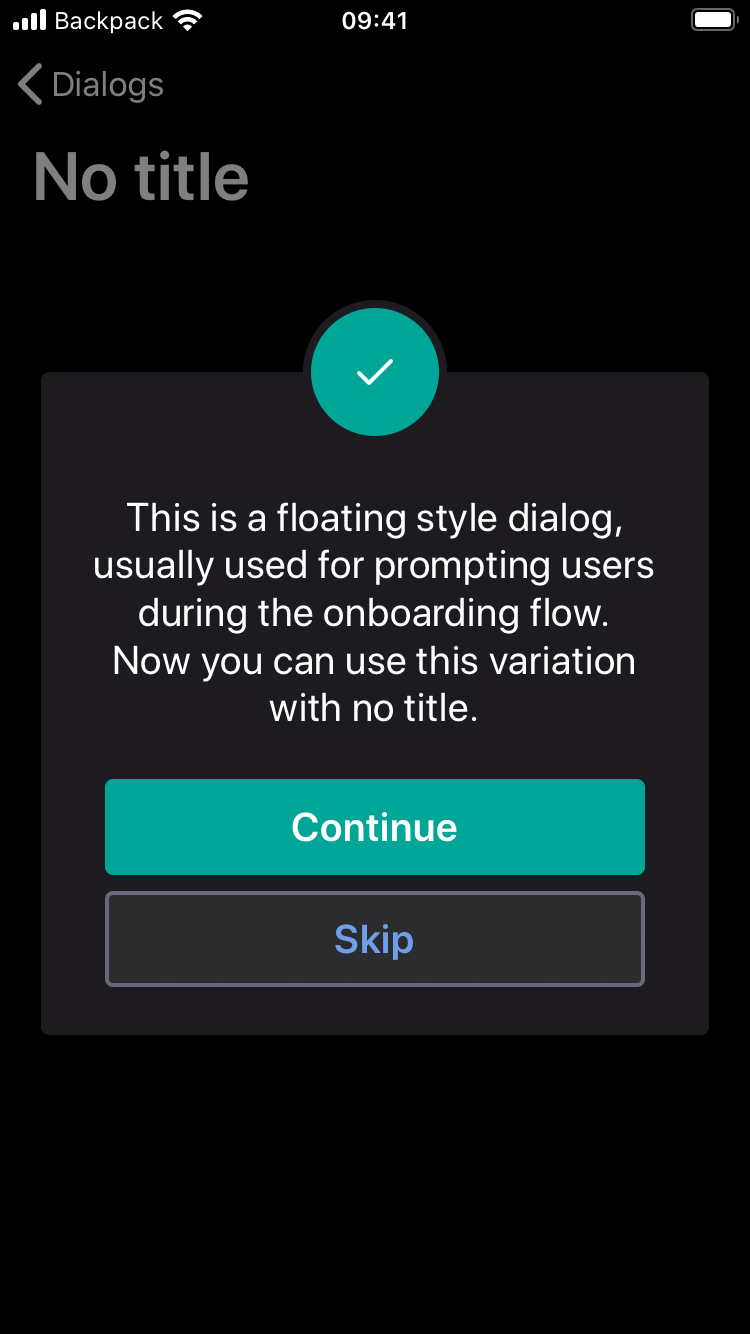 Backpack 09:41
Dialogs
No title
This is a floating style dialog,
usually used for prompting users
during the onboarding flow.
Now you can use this variation
with no title.
Continue
Skip